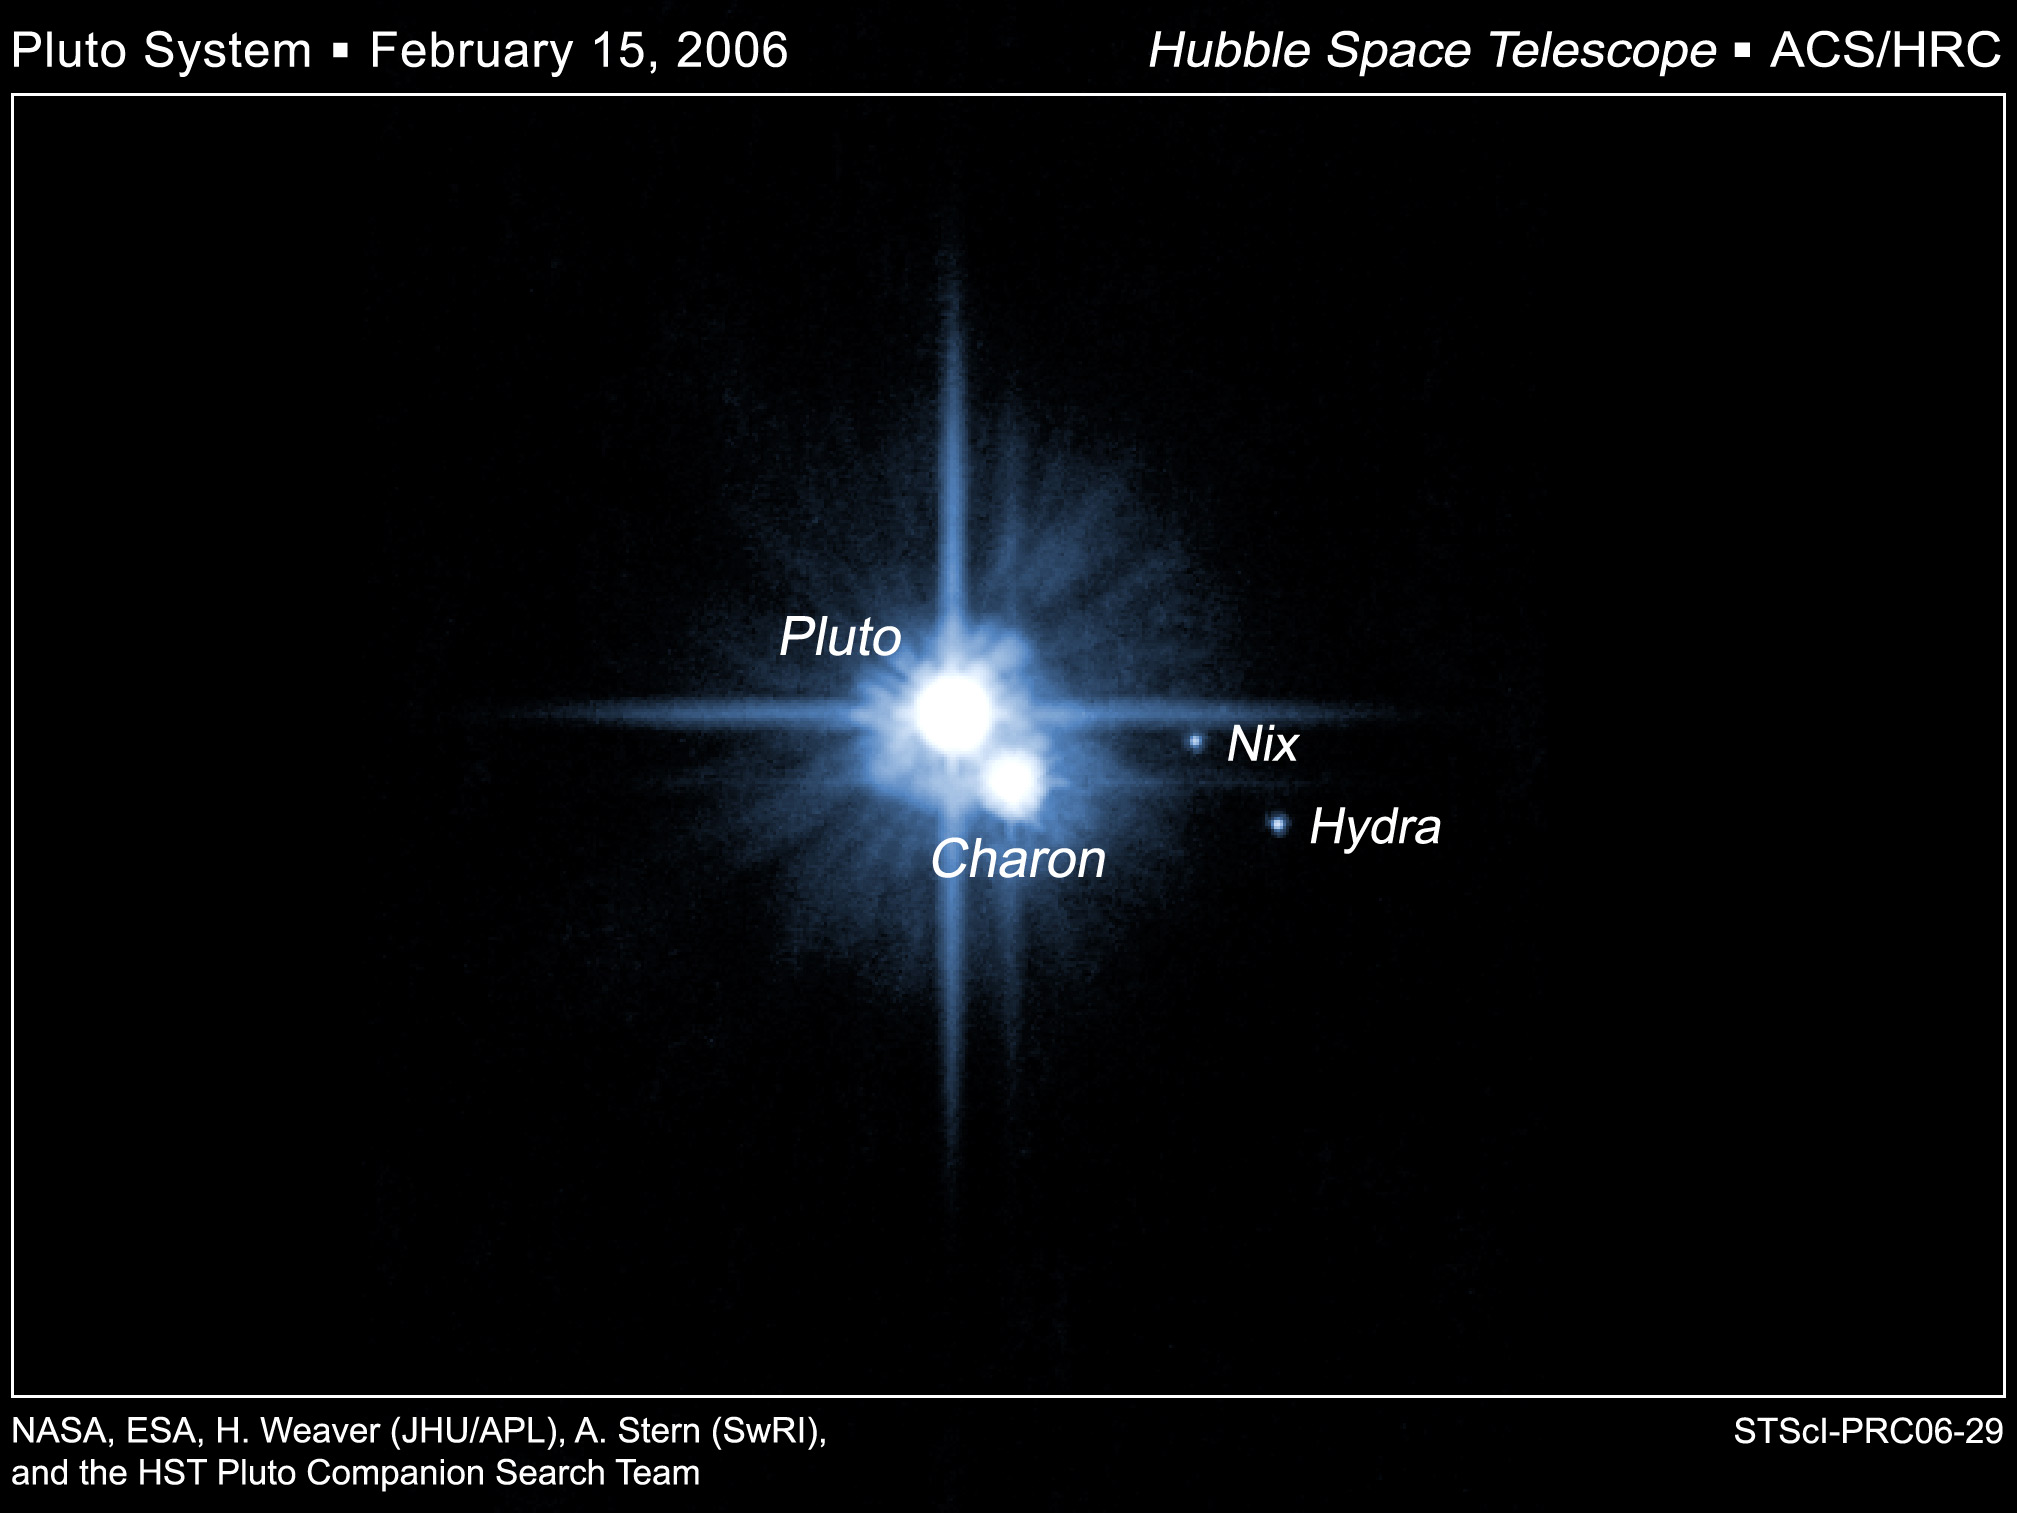 Pluto System ▪ February 15, 2006
Hubble Space Telescope ▪ ACS/HRC
Pluto
Nix
Hydra
Charon
NASA, ESA, H. Weaver (JHU/APL), A. Stern (SwRI),
and the HST Pluto Companion Search Team
STScI-PRC06-29